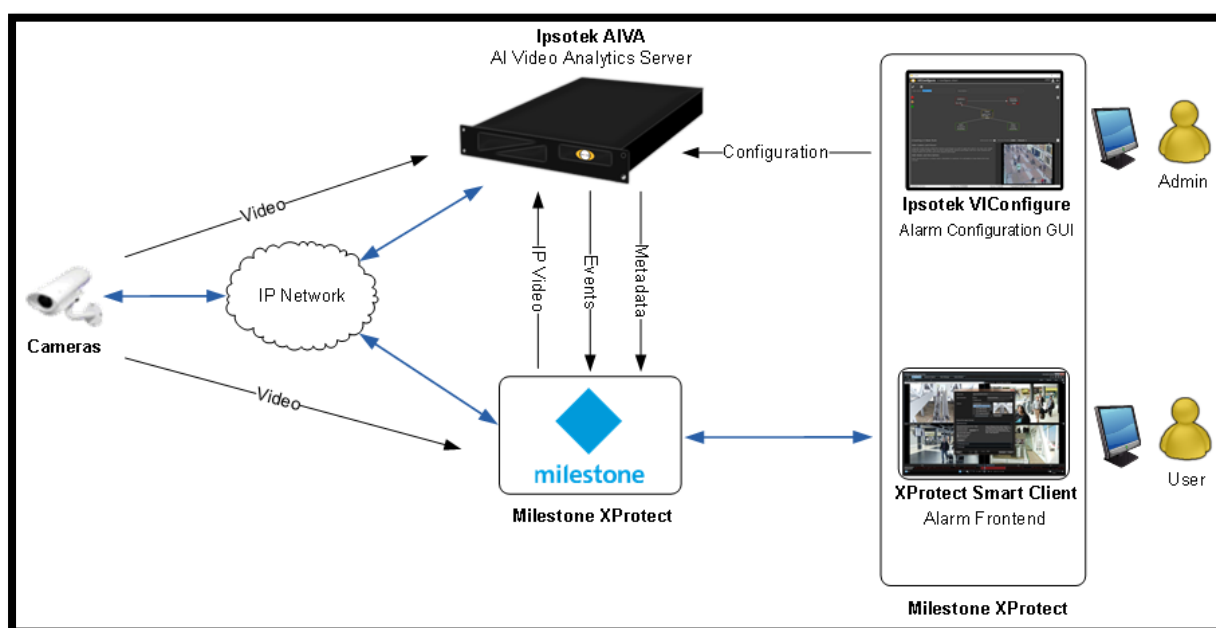 Ipsotek AIVA
AI Video Analytics Server
Configuration
Ipsotek VIConfigure
Alarm Configuration GUI
Admin
Video
IP Network
IP Video
Events
Metadata
Cameras
Video
milestone
Milestone XProtect
XProtect Smart Client
Alarm Frontend
User
Milestone XProtect